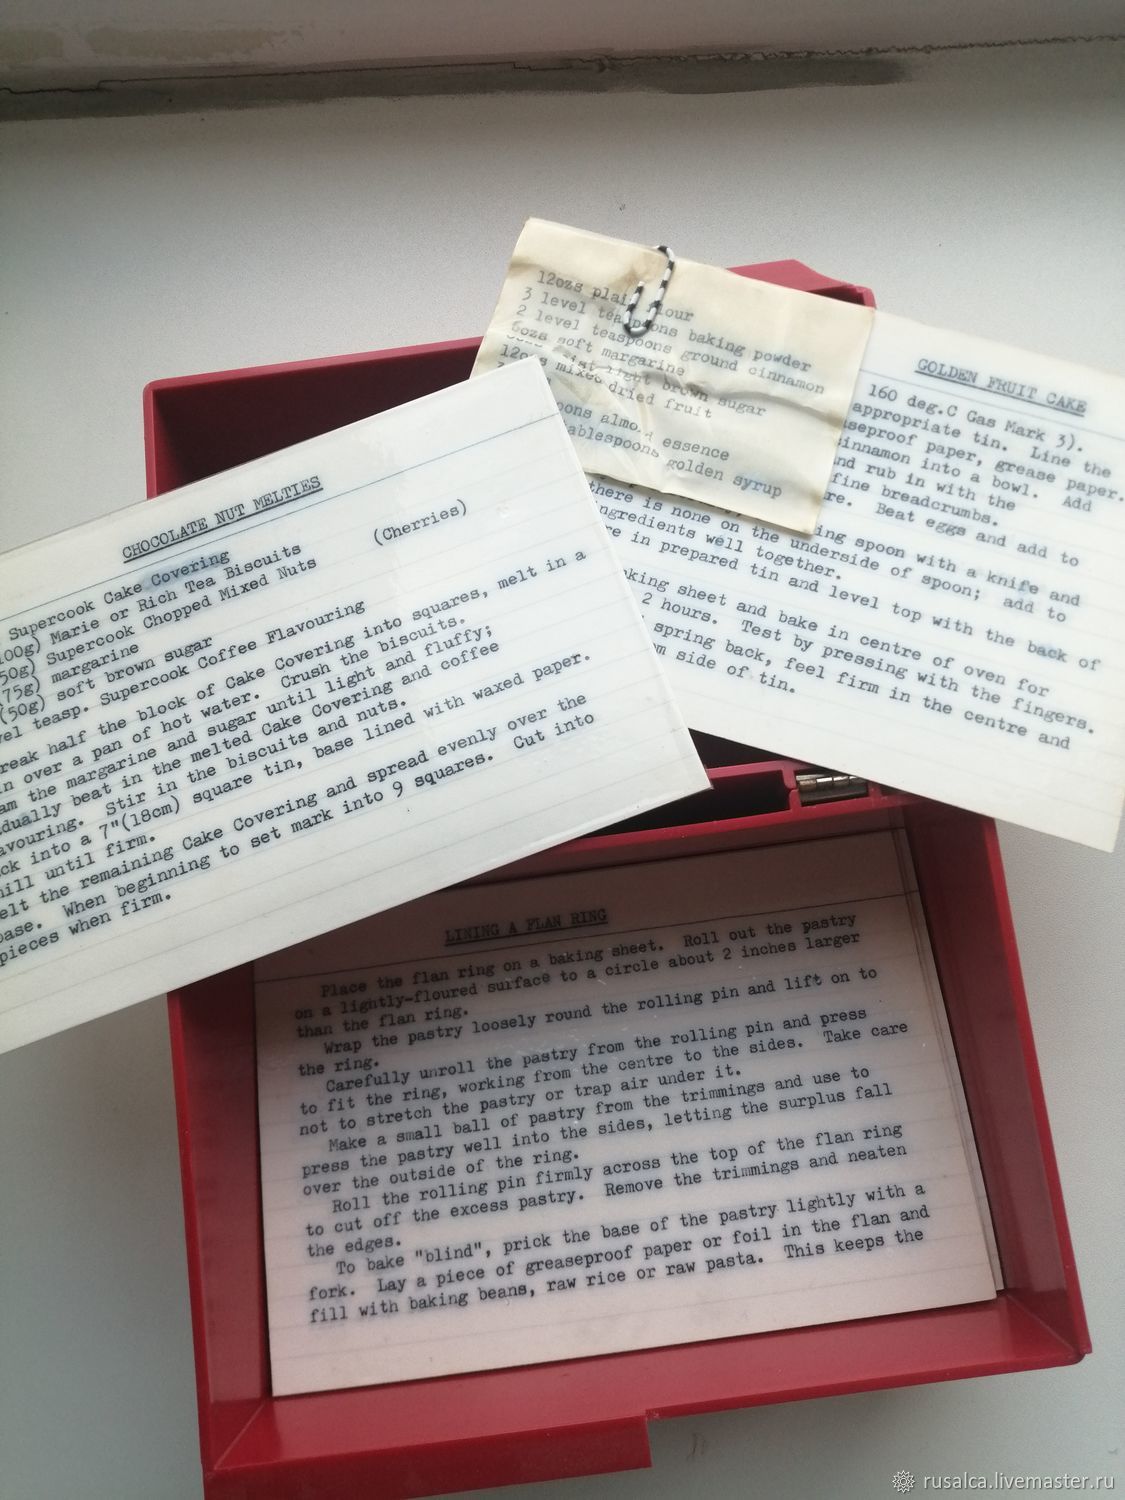 12ozs plain flour
3 level teaspoons baking powder
2 level teaspoons ground cinnamon
6ozs soft margarine
light brown sugar
12ozs mixed dried fruit
almond essence
tablespoons golden syrup
GOLDEN FRUIT CAKE
160 deg.C Gas Mark 3).
appropriate tin. Line the
paper, grease paper.
cinnamon into a bowl. Add
and rub in with the
fine breadcrumbs.
Beat eggs and add to
spoon with a knife and
there is none on the underside of spoon; add to
ingredients well together.
in prepared tin and level top with the back of
sheet and bake in centre of oven for
2 hours. Test by pressing with the fingers.
spring back, feel firm in the centre and
side of tin.
CHOCOLATE NUT MELTIES
Supercook Cake Covering
100g) Marie or Rich Tea Biscuits (Cherries)
50g) Supercook Chopped Mixed Nuts
75g) margarine
(50g) soft brown sugar
teasp. Supercook Coffee Flavouring
half the block of Cake Covering into squares, melt in a
over a pan of hot water. Crush the biscuits.
the margarine and sugar until light and fluffy;
beat in the melted Cake Covering and coffee
Stir in the biscuits and nuts.
into a 7"(18cm) square tin, base lined with waxed paper.
until firm.
the remaining Cake Covering and spread evenly over the
When beginning to set mark into 9 squares. Cut into
pieces when firm.
LINING A FLAN RING
Place the flan ring on a baking sheet. Roll out the pastry
on a lightly-floured surface to a circle about 2 inches larger
than the flan ring.
Wrap the pastry loosely round the rolling pin and lift on to
the ring.
Carefully unroll the pastry from the rolling pin and press
to fit the ring, working from the centre to the sides. Take care
not to stretch the pastry or trap air under it.
Make a small ball of pastry from the trimmings and use to
press the pastry well into the sides, letting the surplus fall
over the outside of the ring.
Roll the rolling pin firmly across the top of the flan ring
to cut off the excess pastry. Remove the trimmings and neaten
the edges.
To bake "blind", prick the base of the pastry lightly with a
fork. Lay a piece of greaseproof paper or foil in the flan and
fill with baking beans, raw rice or raw pasta. This keeps the
rusalca.livemaster.ru